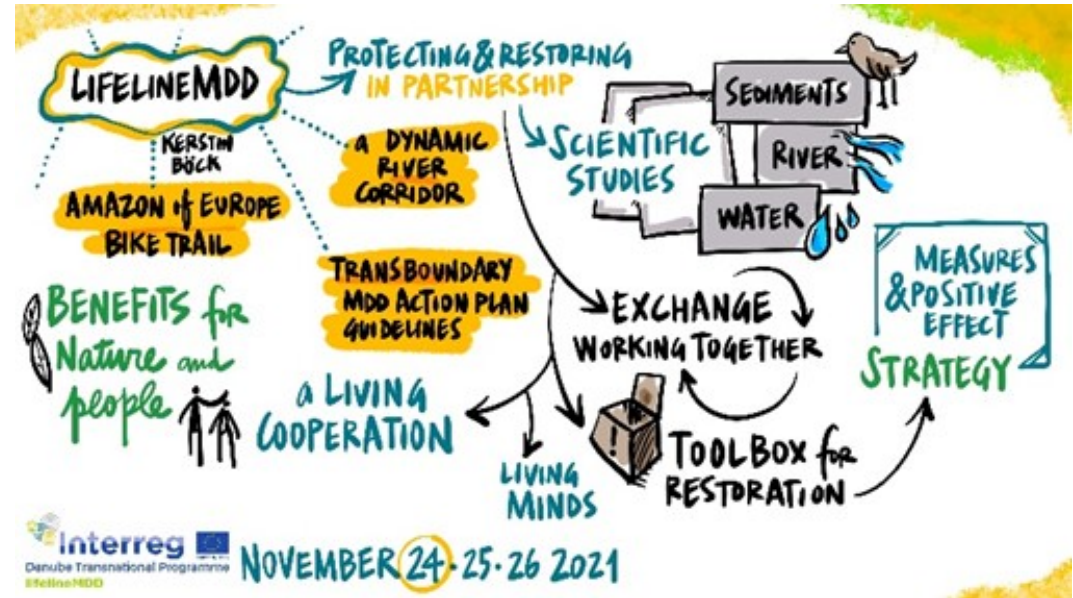 LIFELINEMDD
KERSTIN
BÖCK
PROTECTING & RESTORING
IN PARTNERSHIP
a DYNAMIC
RIVER
CORRIDOR
AMAZON of EUROPE
BIKE TRAIL
TRANSBOUNDARY
MDD ACTION PLAN
GUIDELINES
BENEFITS for
Nature and
people
SCIENTIFIC
STUDIES
SEDIMENTS
RIVER
WATER
EXCHANGE
WORKING TOGETHER
MEASURES
& POSITIVE
EFFECT
STRATEGY
a LIVING
COOPERATION
LIVING
MINDS
TOOLBOX for
RESTORATION
!
Interreg
Danube Transnational Programme
lifelineMDD
NOVEMBER 24·25·26 2021